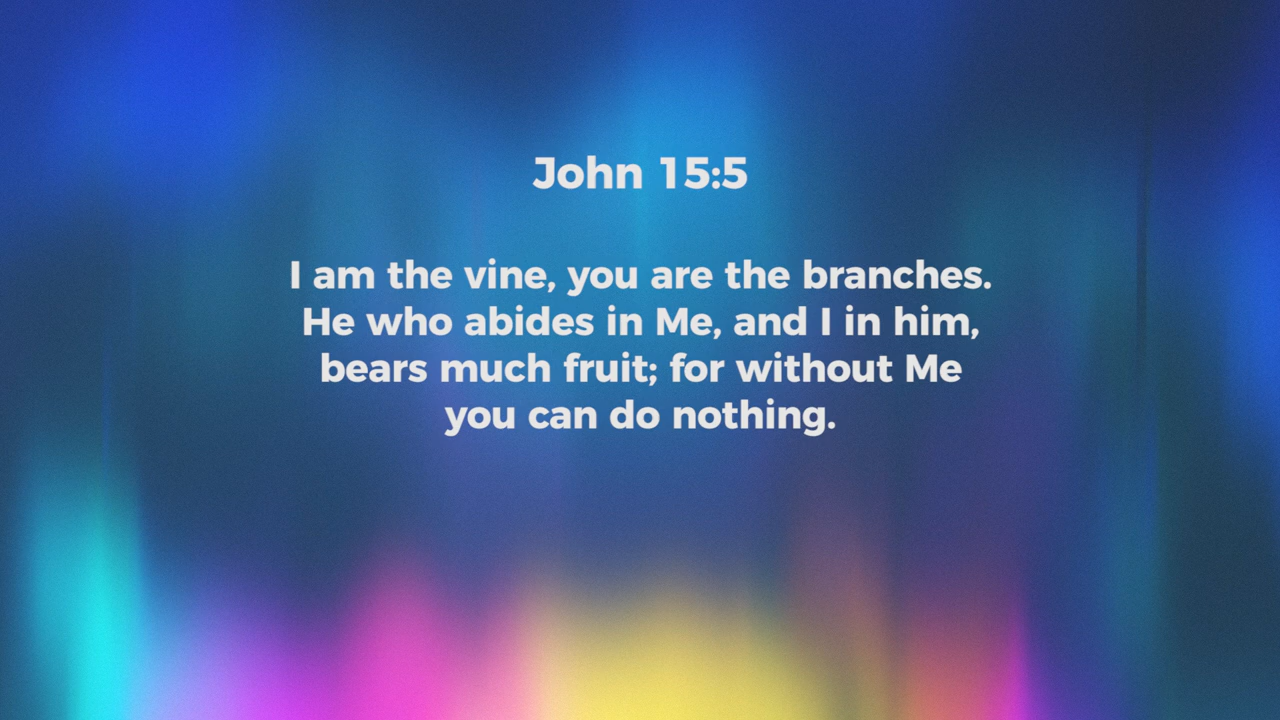 John 15:5
I am the vine, you are the branches.
He who abides in Me, and I in him,
bears much fruit; for without Me
you can do nothing.